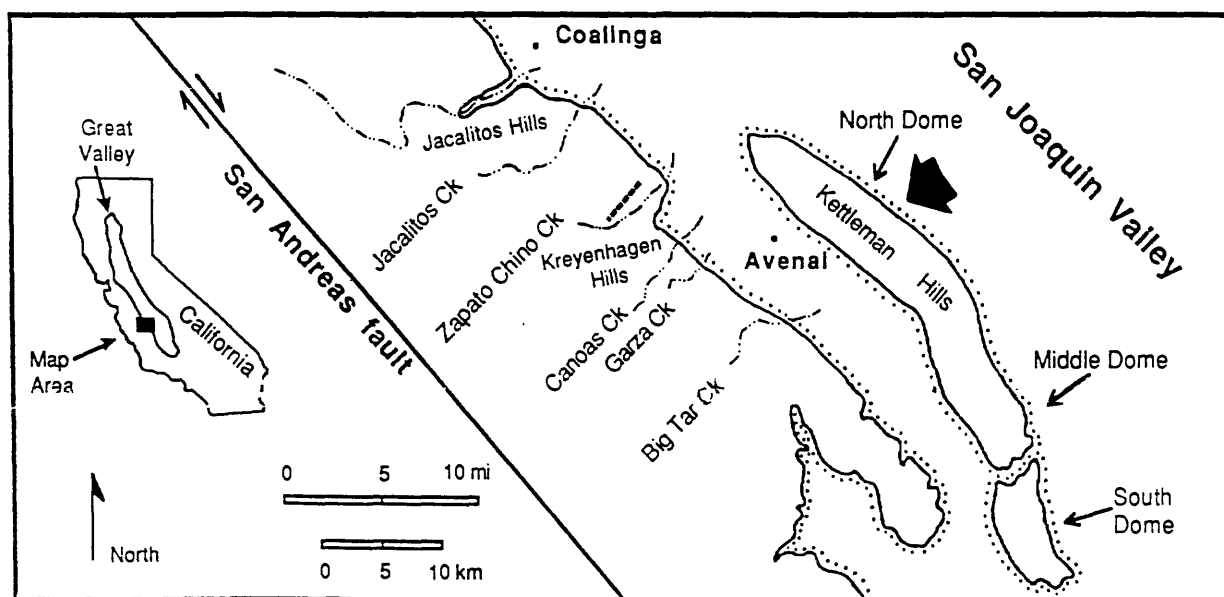 Coalinga
San Joaquin Valley
Great
Valley
North Dome
Jacalitos Hills
San Andreas fault
Jacalitos Ck
Kettleman
Hills
Zapato Chino Ck
Kreyenhagen
Hills
Avenal
California
Map
Area
Canoas Ck
Garza Ck
Middle Dome
Big Tar Ck
0 5 10 mi
South
Dome
North
0 5 10 km